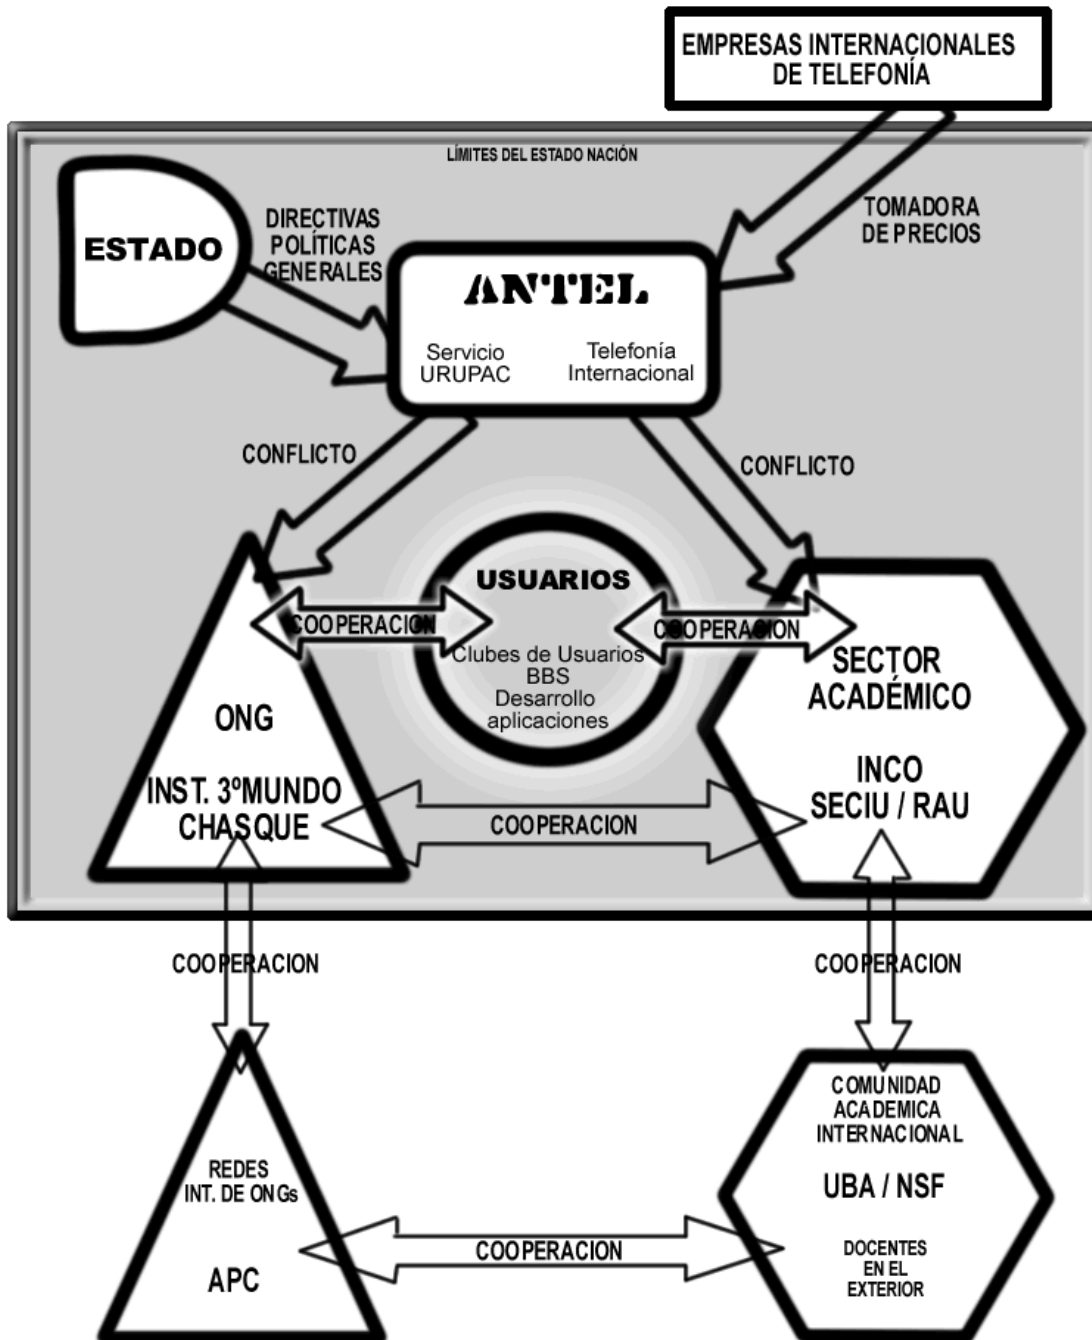 EMPRESAS INTERNACIONALES
DE TELEFONÍA
LÍMITES DEL ESTADO NACIÓN
ESTADO
DIRECTIVAS
POLÍTICAS
GENERALES
TOMADORA
DE PRECIOS
ANTEL
Servicio
URUPAC
Telefonía
Internacional
CONFLICTO
CONFLICTO
USUARIOS
COOPERACION
COOPERACION
Clubes de Usuarios
BBS
Desarrollo
aplicaciones
ONG
INST. 3ºMUNDO
CHASQUE
SECTOR
ACADÉMICO
INCO
SECIU / RAU
COOPERACION
COOPERACION
COOPERACION
REDES
INT. DE ONGs
APC
COOPERACION
COMUNIDAD
ACADEMICA
INTERNACIONAL
UBA / NSF
DOCENTES
EN EL
EXTERIOR